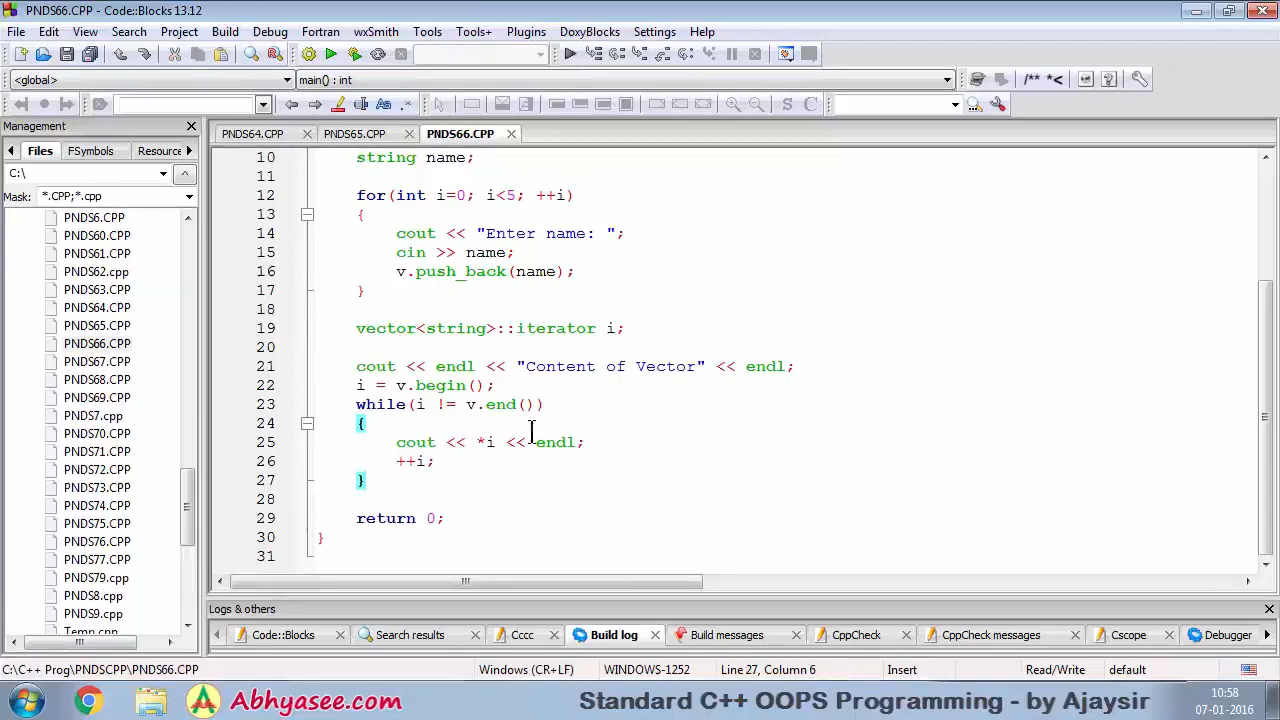 PNDS66.CPP - Code::Blocks 13.12
File Edit View Search Project Build Debug Fortran wxSmith Tools Tools+ Plugins DoxyBlocks Settings Help
<global> main() : int
/** *<
Management
PNDS64.CPP PNDS65.CPP PNDS66.CPP
Files FSymbols Resource
C:\
Mask: *.CPP;*.cpp
PNDS6.CPP
PNDS60.CPP
PNDS61.CPP
PNDS62.cpp
PNDS63.CPP
PNDS64.CPP
PNDS65.CPP
PNDS66.CPP
PNDS67.CPP
PNDS68.CPP
PNDS69.CPP
PNDS7.cpp
PNDS70.CPP
PNDS71.CPP
PNDS72.CPP
PNDS73.CPP
PNDS74.CPP
PNDS75.CPP
PNDS76.CPP
PNDS77.CPP
PNDS79.cpp
PNDS8.cpp
PNDS9.cpp
Temp.cpp
10 string name;
11
12 for(int i=0; i<5; ++i)
13 {
14 cout << "Enter name: ";
15 cin >> name;
16 v.push_back(name);
17 }
18
19 vector<string>::iterator i;
20
21 cout << endl << "Content of Vector" << endl;
22 i = v.begin();
23 while(i != v.end())
24 {
25 cout << *i << endl;
26 ++i;
27 }
28
29 return 0;
30 }
31
Logs & others
Code::Blocks Search results Cccc Build log Build messages CppCheck CppCheck messages Cscope Debugger
C:\C++ Prog\PNDSCPP\PNDS66.CPP Windows (CR+LF) WINDOWS-1252 Line 27, Column 6 Insert Read/Write default
Abhyasee.com Standard C++ OOPS Programming - by Ajaysir
10:58
07-01-2016